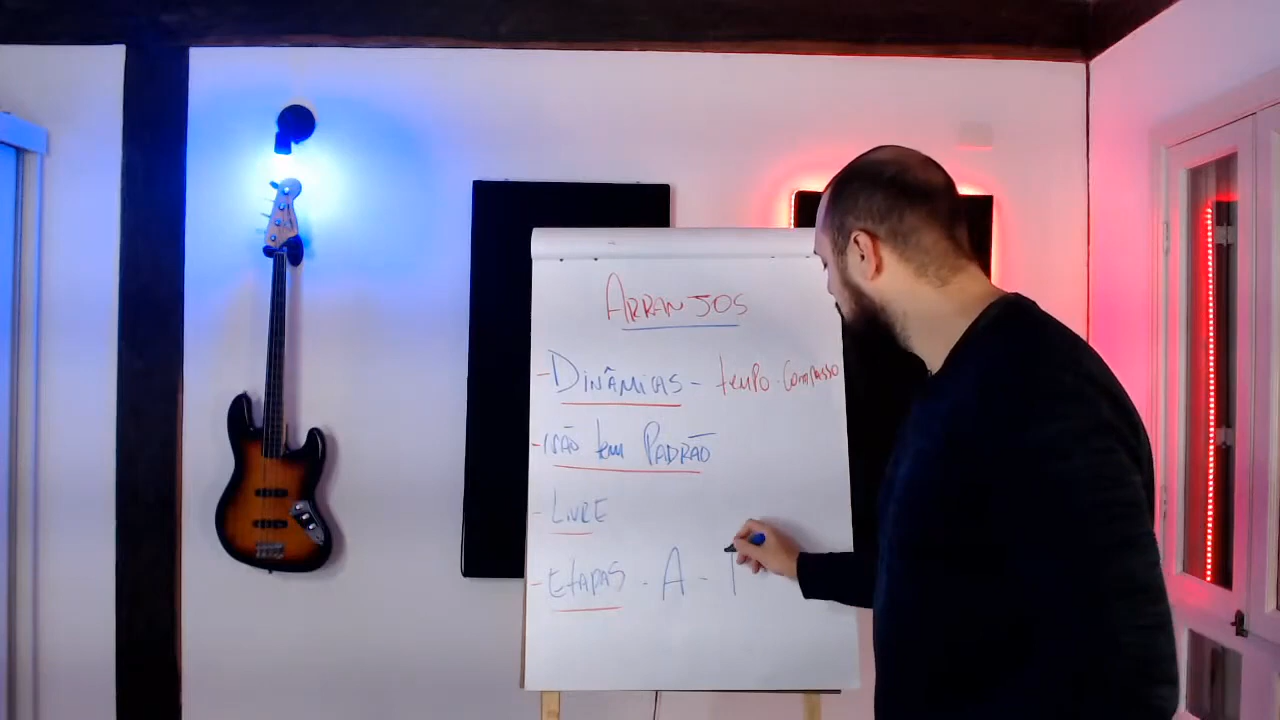 ARRANJOS
- DINÂMICAS - tempo. Compasso
- NÃO tem PADRÃO
- LIVRE
- ETAPAS . A -